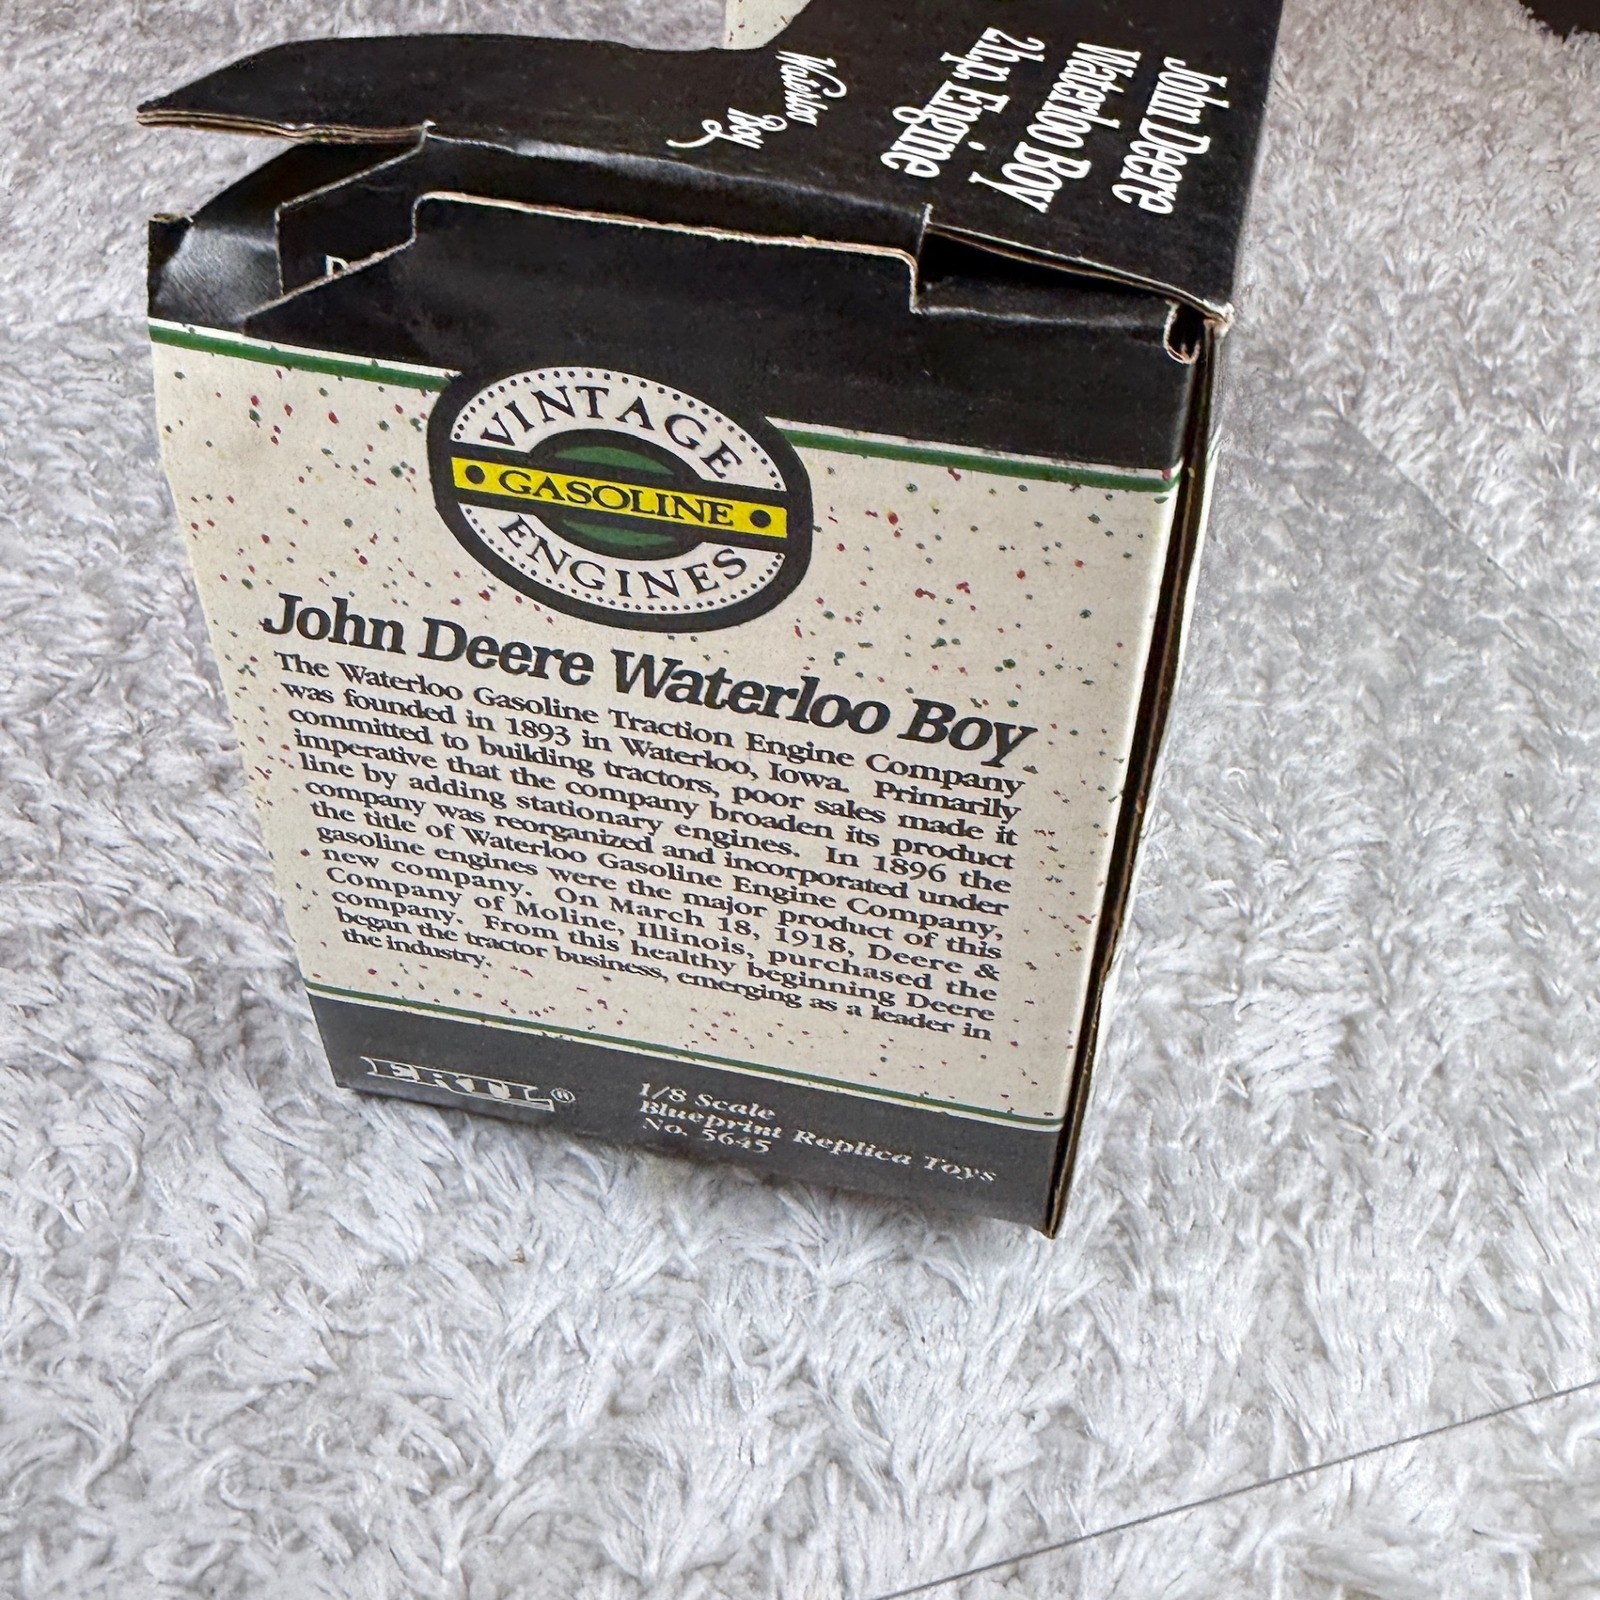 John Deere
Waterloo Boy
2h.p. Engine
Waterloo Boy
VINTAGE
GASOLINE
ENGINES
John Deere Waterloo Boy
The Waterloo Gasoline Traction Engine Company
was founded in 1893 in Waterloo, Iowa. Primarily
committed to building tractors, poor sales made it
imperative that the company broaden its product
line by adding stationary engines. In 1896 the
company was reorganized and incorporated under
the title of Waterloo Gasoline Engine Company,
gasoline engines were the major product of this
new company. On March 18, 1918, Deere &
Company of Moline, Illinois, purchased the
company. From this healthy beginning Deere
began the tractor business, emerging as a leader in
the industry.
ERTL®
1/8 Scale
Blueprint Replica Toys
No. 5645